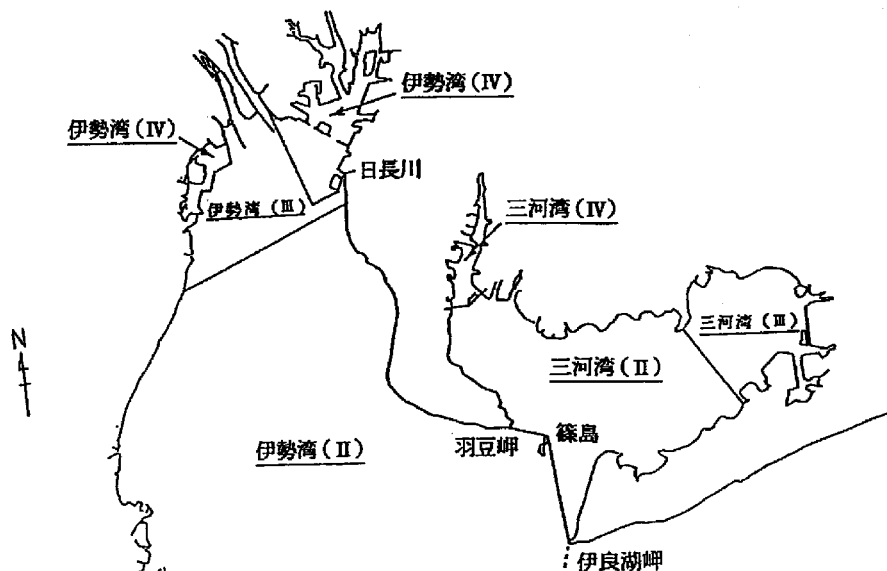 伊勢湾(Ⅳ)
伊勢湾(Ⅳ)
日長川
伊勢湾(Ⅲ)
三河湾(Ⅳ)
三河湾(Ⅲ)
N
三河湾(Ⅱ)
伊勢湾(Ⅱ)
羽豆岬
篠島
伊良湖岬